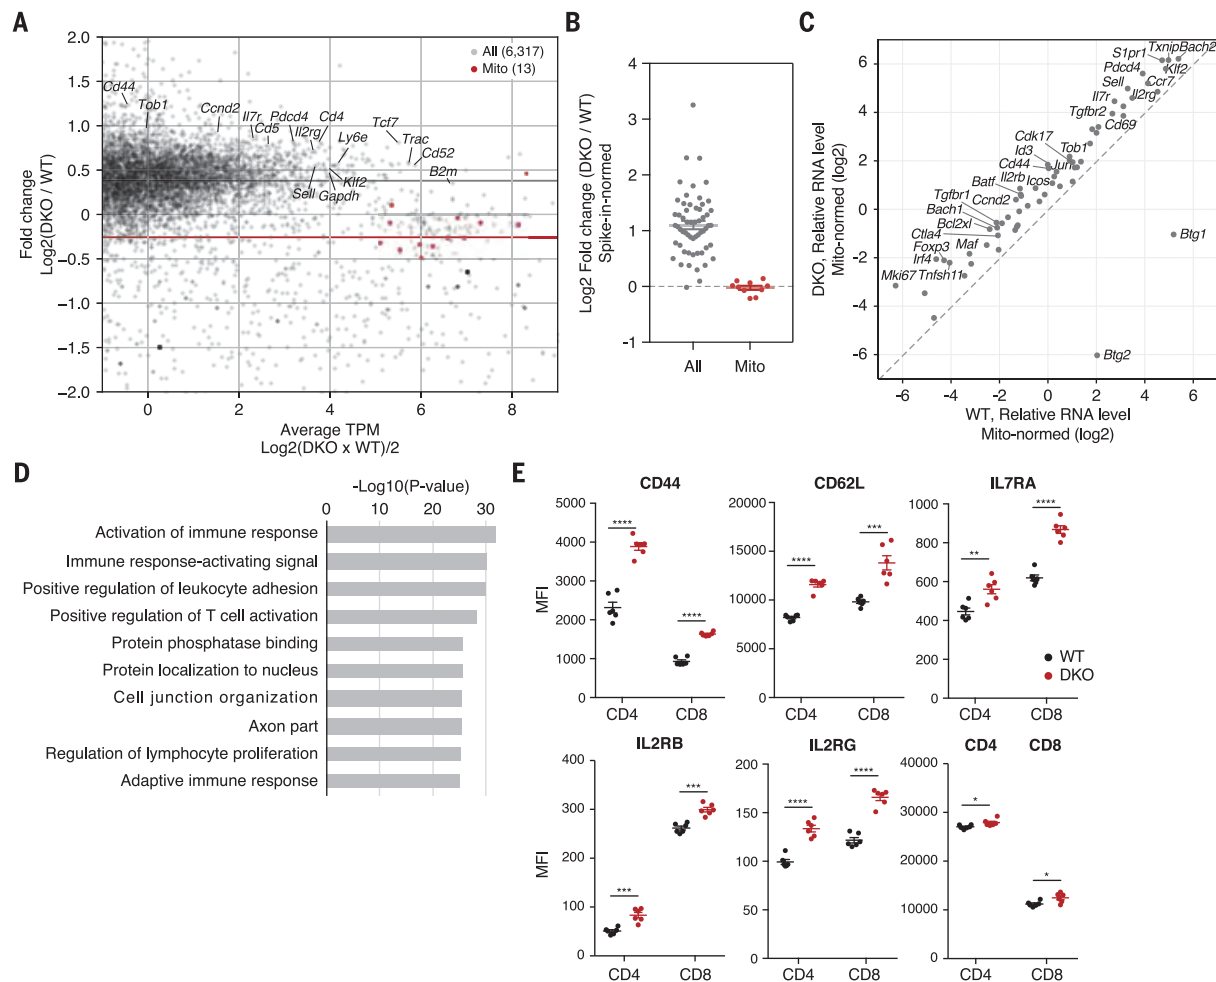 A
2.0
1.5
1.0
0.5
0
−0.5
−1.0
−1.5
−2.0
Fold change
Log2(DKO / WT)
All (6,317)
Mito (13)
Cd44
Tob1
Ccnd2
Il7r
Cd5
Pdcd4
Il2rg
Cd4
Ly6e
Tcf7
Trac
Cd52
B2m
Sell
Klf2
Gapdh
0
2
4
6
8
Average TPM
Log2(DKO x WT)/2
B
Log2 Fold Change (DKO / WT)
Spike-in-normed
4
3
2
1
0
-1
All
Mito
C
DKO, Relative RNA level
Mito-normed (log2)
6
4
2
0
-2
-4
-6
TxnipBach2
S1pr1
Klf2
Pdcd4
Ccr7
Sell
Il2rg
Il7r
Tgfbr2
Cd69
Cdk17
Tob1
Id3
Cd44
Jun
Il2rb
Icos
Batf
Tgfbr1
Ccnd2
Bach1
Bcl2xl
Ctla4
Foxp3
Maf
Irf4
Mki67
Tnfsh11
Btg1
Btg2
-6
-4
-2
0
2
4
6
WT, Relative RNA level
Mito-normed (log2)
D
-Log10(P-value)
0
10
20
30
Activation of immune response
Immune response-activating signal
Positive regulation of leukocyte adhesion
Positive regulation of T cell activation
Protein phosphatase binding
Protein localization to nucleus
Cell junction organization
Axon part
Regulation of lymphocyte proliferation
Adaptive immune response
E
CD44
MFI
5000
4000
3000
2000
1000
0
****
****
CD4
CD8
CD62L
20000
15000
10000
5000
0
****
***
CD4
CD8
IL7RA
1000
800
600
400
200
0
**
****
WT
DKO
CD4
CD8
IL2RB
MFI
400
300
200
100
0
***
***
CD4
CD8
IL2RG
200
150
100
50
0
****
****
CD4
CD8
CD4 CD8
40000
30000
20000
10000
0
*
*
CD4
CD8